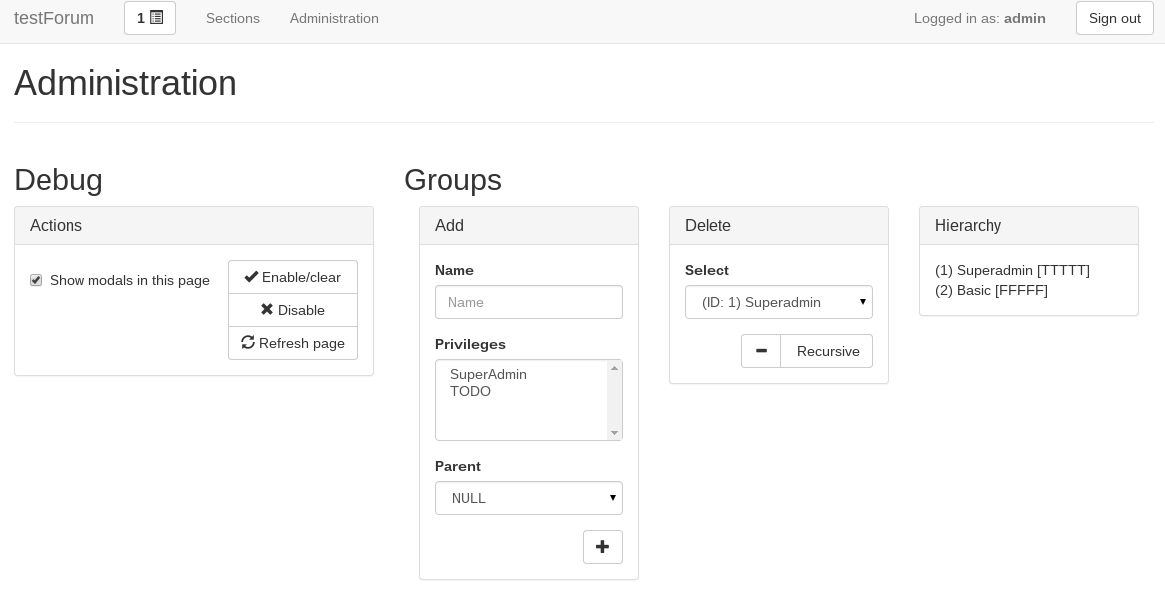 testForum 1 Sections Administration Logged in as: admin Sign out
Administration
Debug
Actions
Show modals in this page
Enable/clear
Disable
Refresh page
Groups
Add
Name
Name
Privileges
SuperAdmin
TODO
Parent
NULL
Delete
Select
(ID: 1) Superadmin
Recursive
Hierarchy
(1) Superadmin [TTTTT]
(2) Basic [FFFFF]